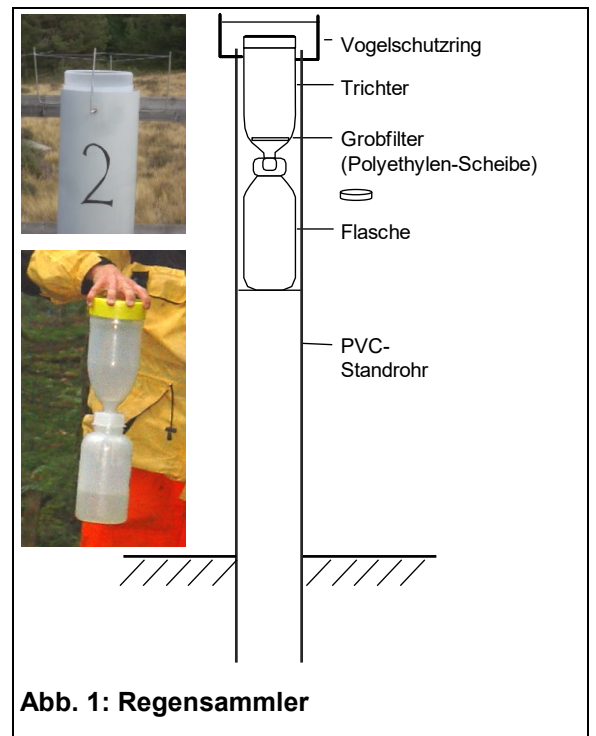 2
Vogelschutzring
Trichter
Grobfilter
(Polyethylen-Scheibe)
Flasche
PVC-
Standrohr
Abb. 1: Regensammler